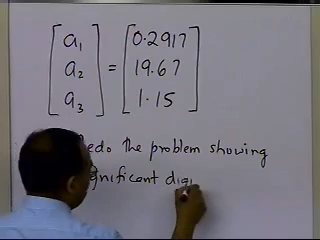 [a₁] = [0.2917]
[a₂] = [19.67]
[a₃] = [1.15]
Redo the problem showing
significant digi